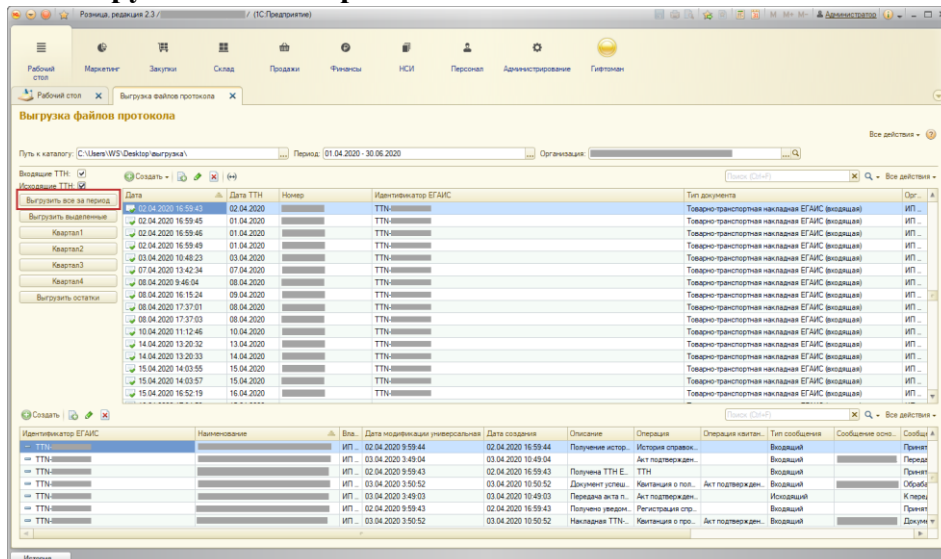 Розница, редакция 2.3 / / (1С:Предприятие)
M M+ M- Администратор
Рабочий стол Маркетинг Закупки Склад Продажи Финансы НСИ Персонал Администрирование Гифтоман
Рабочий стол Выгрузка файлов протокола
Выгрузка файлов протокола
Все действия
Путь к каталогу: C:\Users\WS\Desktop\выгрузка\ ... Период: 01.04.2020 - 30.06.2020 ... Организация: ...
Входящие ТТН:
Исходящие ТТН:
Создать Поиск (Ctrl+F) Все действия
Выгрузить все за период
Выгрузить выделенные
Квартал1
Квартал2
Квартал3
Квартал4
Выгрузить остатки
Дата Дата ТТН Номер Идентификатор ЕГАИС Тип документа Орг...
02.04.2020 16:59:43 02.04.2020 TTN- Товарно-транспортная накладная ЕГАИС (входящая) ИП ...
02.04.2020 16:59:45 01.04.2020 TTN- Товарно-транспортная накладная ЕГАИС (входящая) ИП ...
02.04.2020 16:59:46 01.04.2020 TTN- Товарно-транспортная накладная ЕГАИС (входящая) ИП ...
02.04.2020 16:59:49 01.04.2020 TTN- Товарно-транспортная накладная ЕГАИС (входящая) ИП ...
03.04.2020 10:48:23 03.04.2020 TTN- Товарно-транспортная накладная ЕГАИС (входящая) ИП ...
07.04.2020 13:42:34 07.04.2020 TTN- Товарно-транспортная накладная ЕГАИС (входящая) ИП ...
08.04.2020 9:46:04 08.04.2020 TTN- Товарно-транспортная накладная ЕГАИС (входящая) ИП ...
08.04.2020 16:15:24 09.04.2020 TTN- Товарно-транспортная накладная ЕГАИС (входящая) ИП ...
08.04.2020 17:37:01 08.04.2020 TTN- Товарно-транспортная накладная ЕГАИС (входящая) ИП ...
08.04.2020 17:37:03 08.04.2020 TTN- Товарно-транспортная накладная ЕГАИС (входящая) ИП ...
10.04.2020 11:12:46 10.04.2020 TTN- Товарно-транспортная накладная ЕГАИС (входящая) ИП ...
14.04.2020 13:20:32 13.04.2020 TTN- Товарно-транспортная накладная ЕГАИС (входящая) ИП ...
14.04.2020 13:20:33 14.04.2020 TTN- Товарно-транспортная накладная ЕГАИС (входящая) ИП ...
15.04.2020 14:03:55 15.04.2020 TTN- Товарно-транспортная накладная ЕГАИС (входящая) ИП ...
15.04.2020 14:03:57 15.04.2020 TTN- Товарно-транспортная накладная ЕГАИС (входящая) ИП ...
15.04.2020 16:52:19 16.04.2020 TTN- Товарно-транспортная накладная ЕГАИС (входящая) ИП ...
Создать Поиск (Ctrl+F) Все действия
Идентификатор ЕГАИС Наименование Вла... Дата модификации универсальная Дата создания Описание Операция Операция квитан... Тип сообщения Сообщение осно... Сообще
TTN- ИП ... 02.04.2020 9:59:44 02.04.2020 16:59:44 Получение истор... История справок... Входящий Принят
TTN- ИП ... 03.04.2020 3:49:04 03.04.2020 10:49:04 Акт подтвержден... Входящий Переда
TTN- ИП ... 02.04.2020 9:59:43 02.04.2020 16:59:43 Получена ТТН Е... ТТН Входящий Принят
TTN- ИП ... 03.04.2020 3:50:52 03.04.2020 10:50:52 Документ успеш... Квитанция о пол... Акт подтвержден... Входящий Обраба
TTN- ИП ... 03.04.2020 3:49:03 03.04.2020 10:49:03 Передача акта п... Акт подтвержден... Исходящий К перед
TTN- ИП ... 02.04.2020 9:59:43 02.04.2020 16:59:43 Получено уведом... Регистрация спр... Входящий Принят
TTN- ИП ... 03.04.2020 3:50:52 03.04.2020 10:50:52 Накладная TTN-... Квитанция о про... Акт подтвержден... Входящий Докуме
История